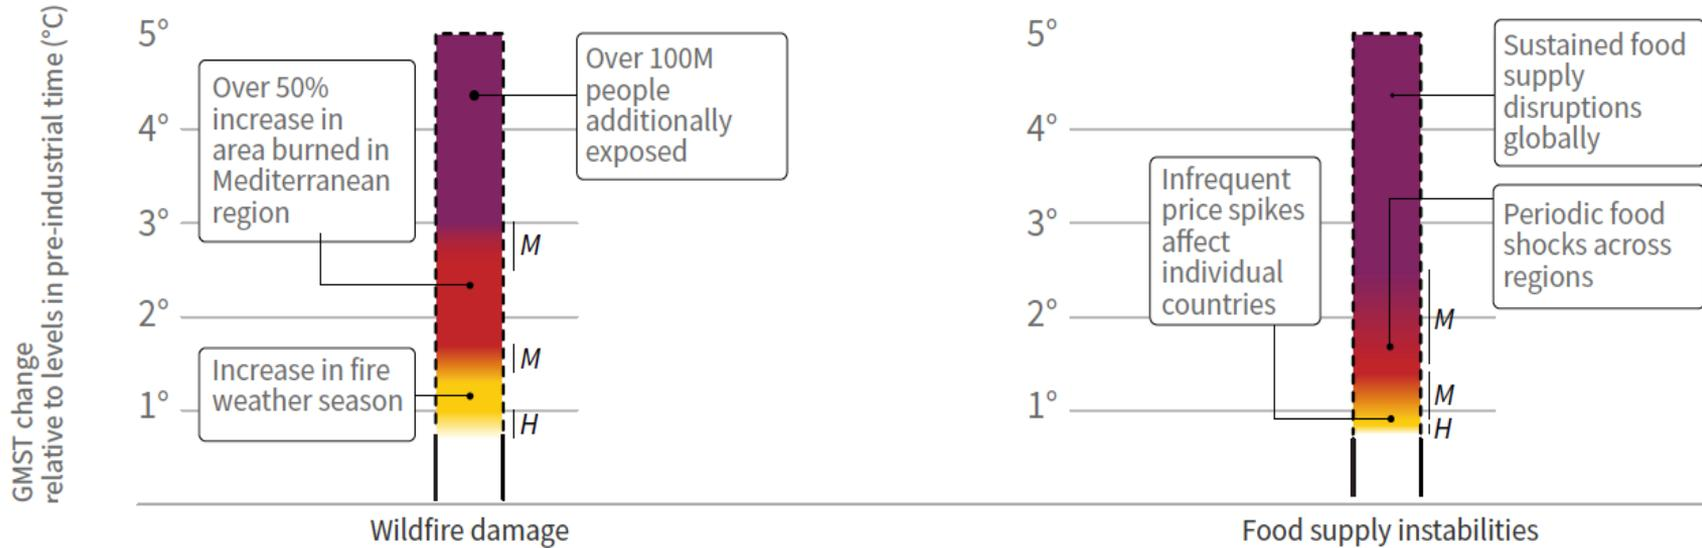 GMST change
relative to levels in pre-industrial time (°C)
5°
4°
3°
2°
1°
Over 50%
increase in
area burned in
Mediterranean
region
Increase in fire
weather season
Over 100M
people
additionally
exposed
M
M
H
Wildfire damage
5°
4°
3°
2°
1°
Infrequent
price spikes
affect
individual
countries
Sustained food
supply
disruptions
globally
Periodic food
shocks across
regions
M
M
H
Food supply instabilities